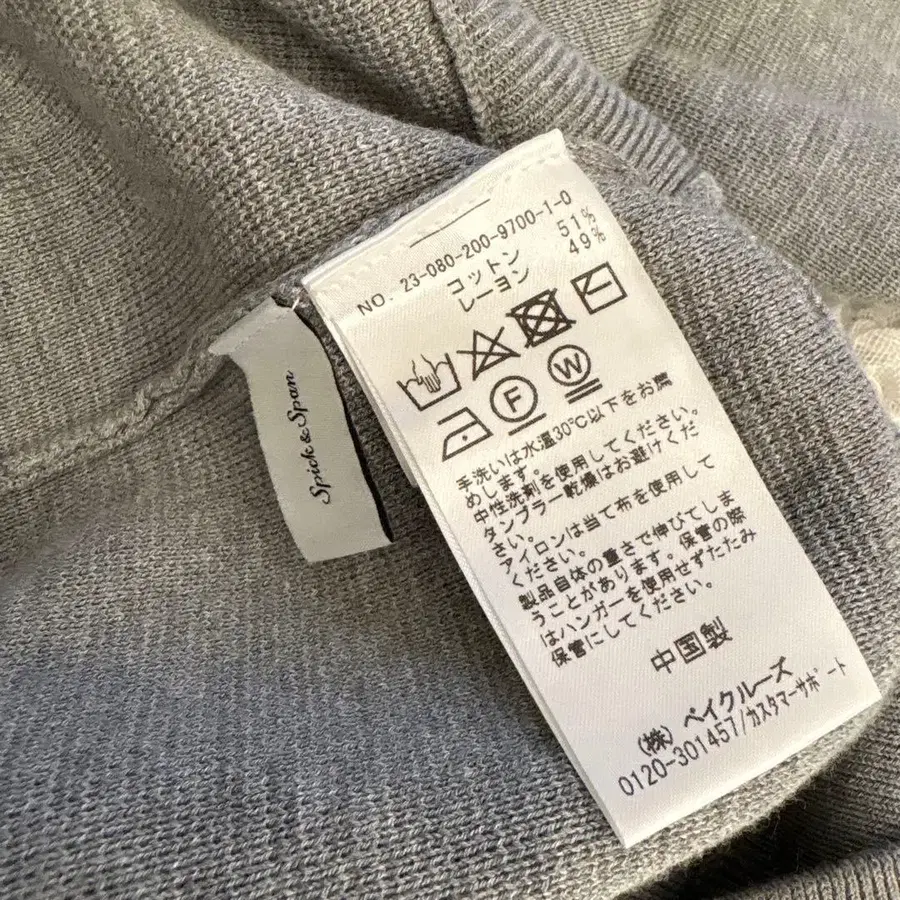 Spick & Span
NO. 23-080-200-9700-1-0
コットン 51%
レーヨン 49%
F
W
手洗いは水温30℃以下をお薦
めします。
中性洗剤を使用してください。
タンブラー乾燥はお避けくだ
さい。
アイロンは当て布を使用して
ください。
製品自体の重さで伸びてしま
うことがあります。保管の際
はハンガーを使用せずたたみ
保管にしてください。
中国製
(株) ベイクルーズ
0120-301457/カスタマーサポート